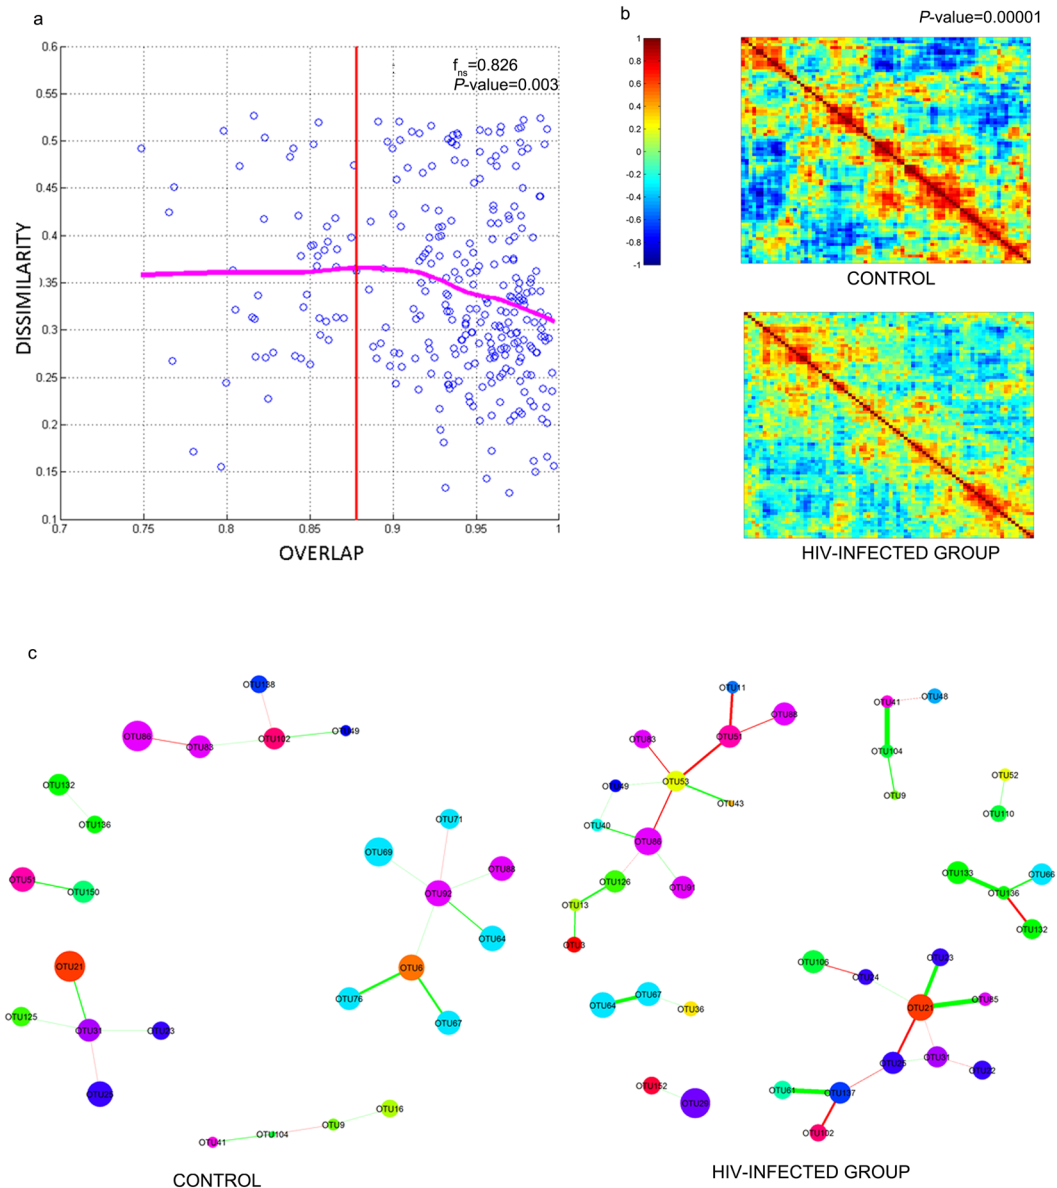 a
0.6
0.55
0.5
0.45
0.4
0.35
0.3
0.25
0.2
0.15
0.1
0.7
0.75
0.8
0.85
0.9
0.95
1
DISSIMILARITY
OVERLAP
fns=0.826
P-value=0.003
b
P-value=0.00001
1
0.8
0.6
0.4
0.2
0
-0.2
-0.4
-0.6
-0.8
-1
CONTROL
HIV-INFECTED GROUP
c
OTU138
OTU86
OTU83
OTU102
OTU49
OTU132
OTU136
OTU71
OTU69
OTU88
OTU92
OTU51
OTU150
OTU64
OTU21
OTU6
OTU76
OTU67
OTU125
OTU31
OTU23
OTU25
OTU16
OTU9
OTU104
OTU41
CONTROL
OTU11
OTU41
OTU48
OTU88
OTU83
OTU51
OTU104
OTU53
OTU52
OTU49
OTU9
OTU43
OTU110
OTU40
OTU86
OTU133
OTU66
OTU126
OTU91
OTU136
OTU13
OTU132
OTU3
OTU106
OTU23
OTU24
OTU67
OTU64
OTU36
OTU21
OTU85
OTU31
OTU25
OTU22
OTU152
OTU61
OTU137
OTU29
OTU102
HIV-INFECTED GROUP